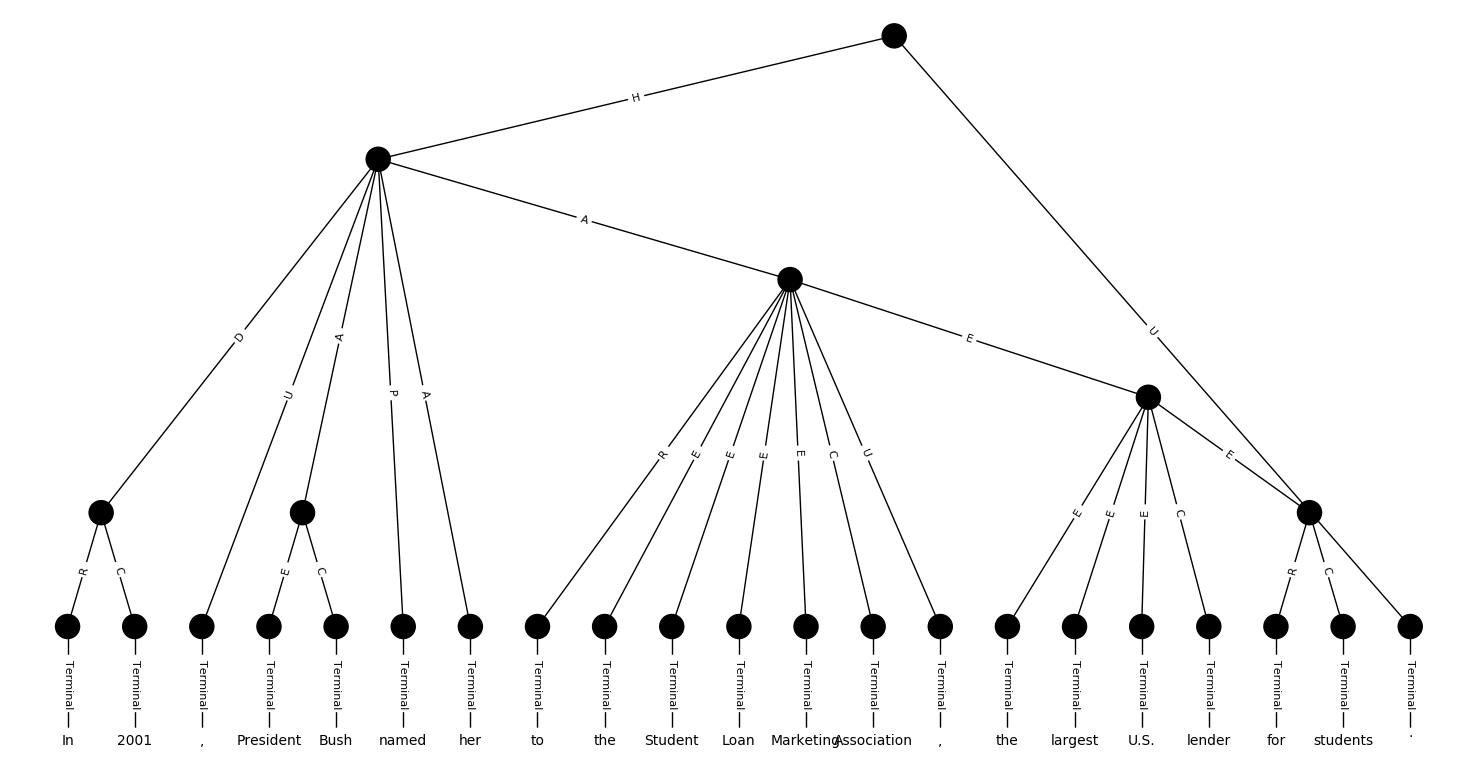 H
A
D
A
U
E
U
P
A
R
E
E
E
E
C
U
E
E
E
E
C
R
C
E
C
R
C
Terminal Terminal Terminal Terminal Terminal Terminal Terminal Terminal Terminal Terminal Terminal Terminal Terminal Terminal Terminal Terminal Terminal Terminal Terminal Terminal Terminal
In 2001 , President Bush named her to the Student Loan Marketing Association , the largest U.S. lender for students .